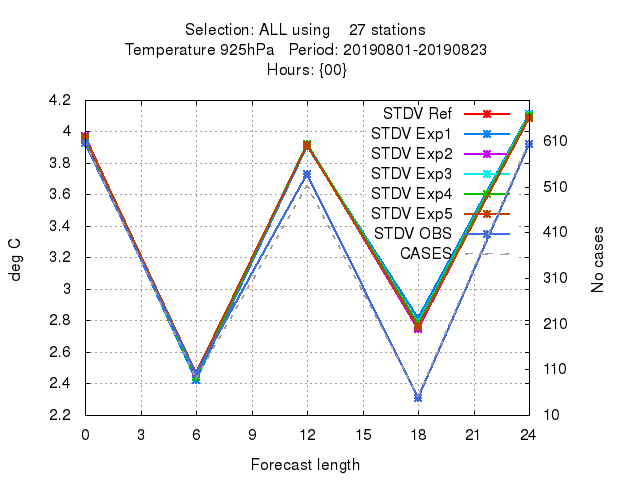 Selection: ALL using 27 stations
Temperature 925hPa Period: 20190801-20190823
Hours: {00}
4.2
4
3.8
3.6
3.4
3.2
3
2.8
2.6
2.4
2.2
deg C
STDV Ref
STDV Exp1
STDV Exp2
STDV Exp3
STDV Exp4
STDV Exp5
STDV OBS
CASES
610
510
410
310
210
110
10
No cases
0 3 6 9 12 15 18 21 24
Forecast length